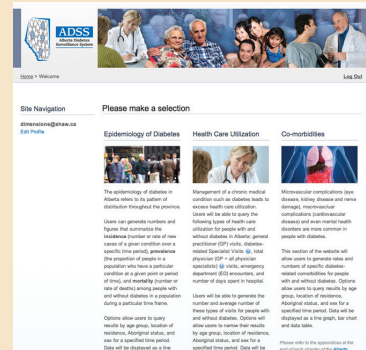 ADSS
Alberta Diabetes
Surveillance System
Home > Welcome
Log Out
Site Navigation
dimensions@shaw.ca
Edit Profile
Please make a selection
Epidemiology of Diabetes
The epidemiology of diabetes in
Alberta refers to its pattern of
distribution throughout the province.
Users can generate numbers and
figures that summarize the
incidence (number or rate of new
cases of a given condition over a
specific time period), prevalence
(the proportion of people in a
population who have a particular
condition at a given point or period
of time), and mortality (number or
rate of deaths) among people with
and without diabetes in a population
during a particular time frame.
Options allow users to query
results by age group, location of
residence, Aboriginal status, and
sex for a specified time period.
Data will be displayed as a line
Health Care Utilization
Management of a chronic medical
condition such as diabetes leads to
excess health care utilization.
Users will be able to query the
following types of health care
utilization for people with and
without diabetes in Alberta: general
practitioner (GP) visits, diabetes-
related Specialist Visits, total
physician (GP + all physician
specialists) visits, emergency
department (ED) encounters, and
number of days spent in hospital.
Users will be able to generate the
number and average number of
these types of visits for people with
and without diabetes. Options will
allow users to narrow their results
by age group, location of residence,
Aboriginal status, and sex for a
specified time period. Data will be
Co-morbidities
Microvascular complications (eye
disease, kidney disease and nerve
damage), macrovascular
complications (cardiovascular
disease) and even mental health
disorders are more common in
people with diabetes.
This section of the website will
allow users to generate rates and
numbers of specific diabetes-
related comorbidities for people
with and without diabetes. Options
allow users to query results by age
group, location of residence,
Aboriginal status, and sex for a
specified time period. Data will be
displayed as a line graph, bar chart
and data table.
Please refer to the appendices at the
end of each chapter of the Alberta